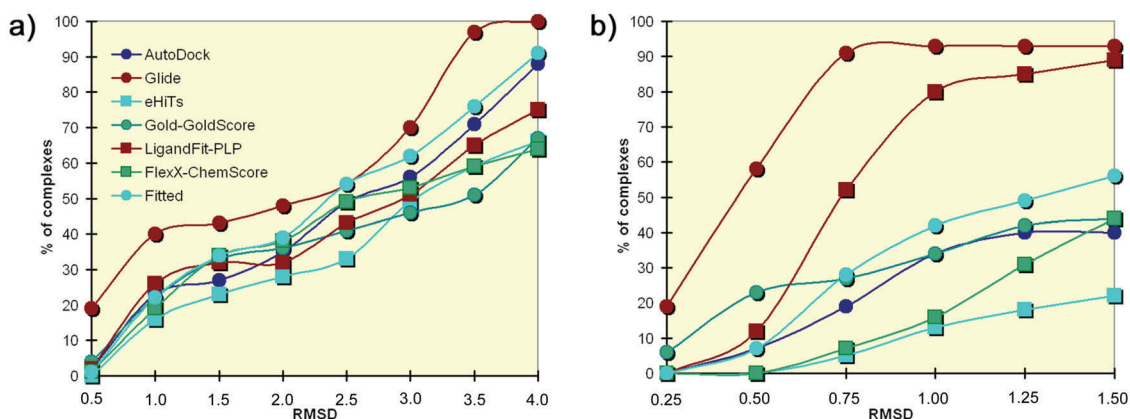 a)
% of complexes
100
90
80
70
60
50
40
30
20
10
0
AutoDock
Glide
eHiTs
Gold-GoldScore
LigandFit-PLP
FlexX-ChemScore
Fitted
0.5 1.0 1.5 2.0 2.5 3.0 3.5 4.0
RMSD
b)
% of complexes
100
90
80
70
60
50
40
30
20
10
0
0.25 0.50 0.75 1.00 1.25 1.50
RMSD